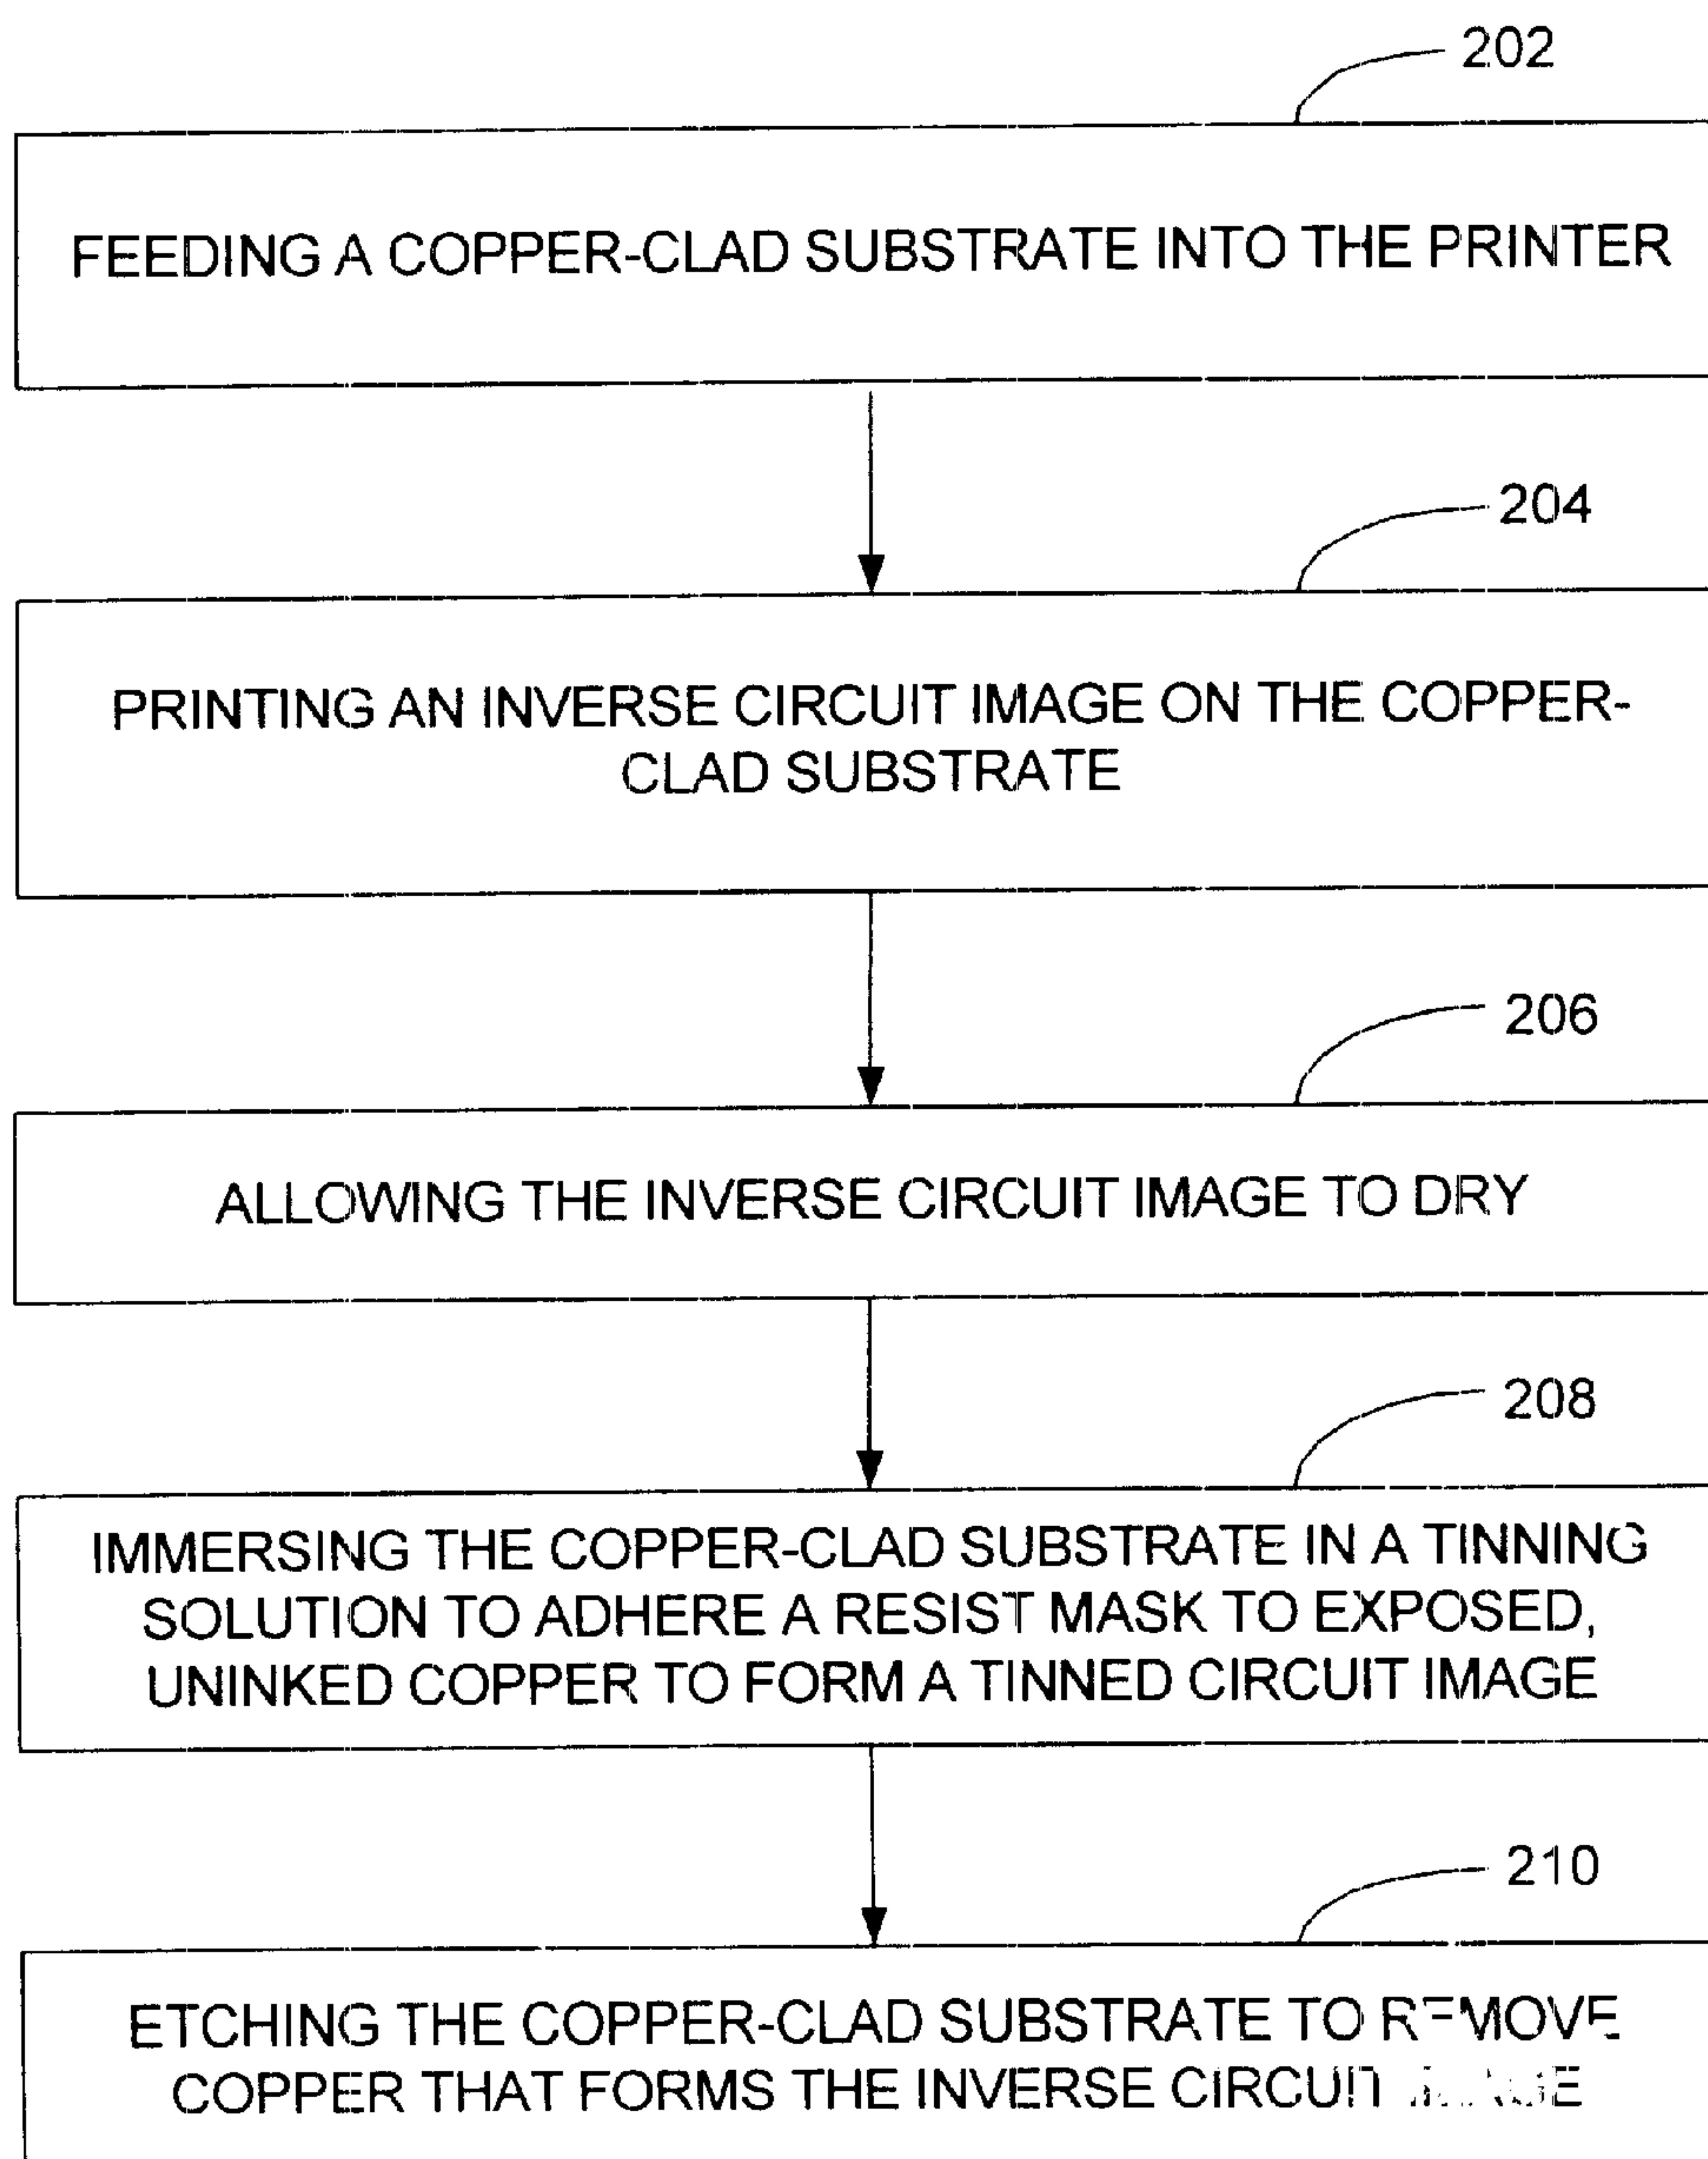 202
FEEDING A COPPER-CLAD SUBSTRATE INTO THE PRINTER
204
PRINTING AN INVERSE CIRCUIT IMAGE ON THE COPPER-
CLAD SUBSTRATE
206
ALLOWING THE INVERSE CIRCUIT IMAGE TO DRY
208
IMMERSING THE COPPER-CLAD SUBSTRATE IN A TINNING
SOLUTION TO ADHERE A RESIST MASK TO EXPOSED,
UNINKED COPPER TO FORM A TINNED CIRCUIT IMAGE
210
ETCHING THE COPPER-CLAD SUBSTRATE TO REMOVE
COPPER THAT FORMS THE INVERSE CIRCUIT IMAGE